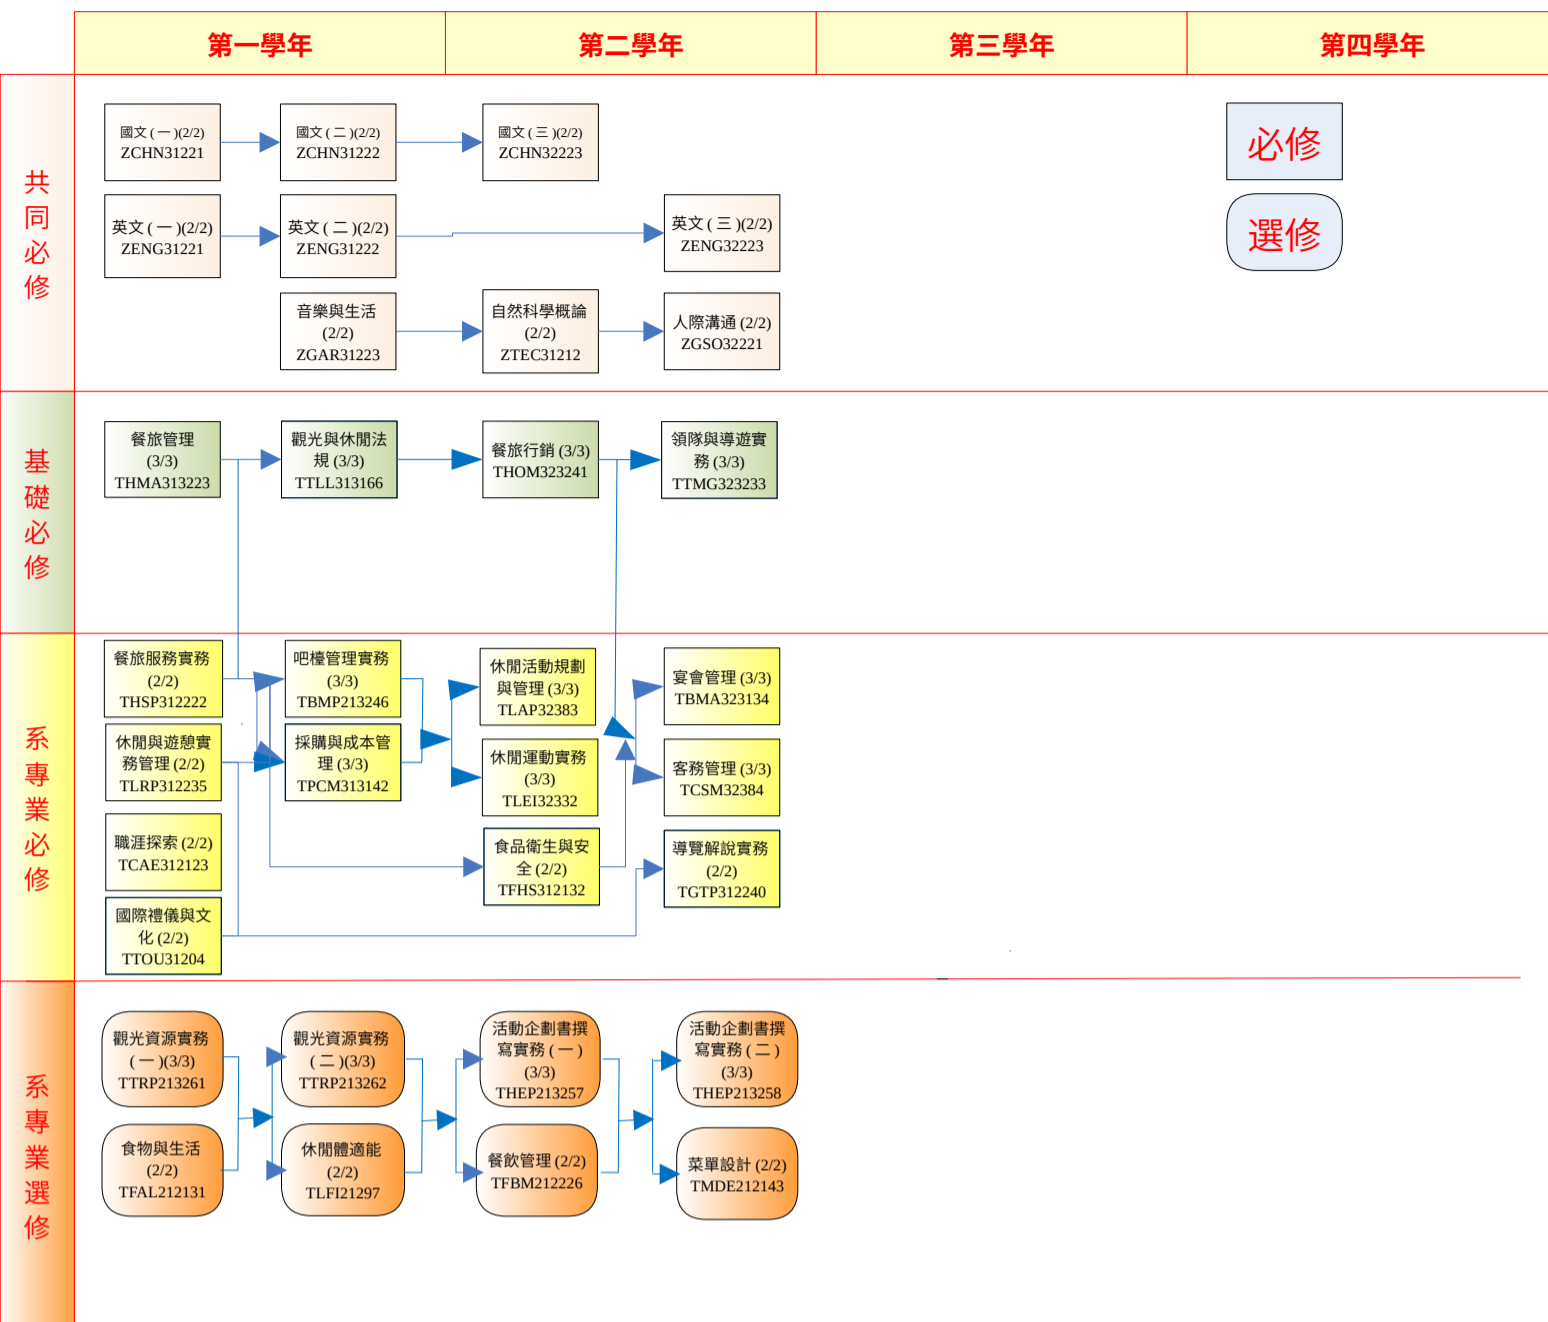 第一學年
第二學年
第三學年
第四學年
共
同
必
修
國文 ( 一 )(2/2)
ZCHN31221
國文 ( 二 )(2/2)
ZCHN31222
國文 ( 三 )(2/2)
ZCHN32223
必修
英文 ( 一 )(2/2)
ZENG31221
英文 ( 二 )(2/2)
ZENG31222
英文 ( 三 )(2/2)
ZENG32223
選修
音樂與生活
(2/2)
ZGAR31223
自然科學概論
(2/2)
ZTEC31212
人際溝通 (2/2)
ZGSO32221
基
礎
必
修
餐旅管理
(3/3)
THMA313223
觀光與休閒法
規 (3/3)
TTLL313166
餐旅行銷 (3/3)
THOM323241
領隊與導遊實
務 (3/3)
TTMG323233
系
專
業
必
修
餐旅服務實務
(2/2)
THSP312222
吧檯管理實務
(3/3)
TBMP213246
休閒活動規劃
與管理 (3/3)
TLAP32383
宴會管理 (3/3)
TBMA323134
休閒與遊憩實
務管理 (2/2)
TLRP312235
採購與成本管
理 (3/3)
TPCM313142
休閒運動實務
(3/3)
TLEI32332
客務管理 (3/3)
TCSM32384
職涯探索 (2/2)
TCAE312123
食品衛生與安
全 (2/2)
TFHS312132
導覽解說實務
(2/2)
TGTP312240
國際禮儀與文
化 (2/2)
TTOU31204
系
專
業
選
修
觀光資源實務
( 一 )(3/3)
TTRP213261
觀光資源實務
( 二 )(3/3)
TTRP213262
活動企劃書撰
寫實務 ( 一 )
(3/3)
THEP213257
活動企劃書撰
寫實務 ( 二 )
(3/3)
THEP213258
食物與生活
(2/2)
TFAL212131
休閒體適能
(2/2)
TLFI21297
餐飲管理 (2/2)
TFBM212226
菜單設計 (2/2)
TMDE212143